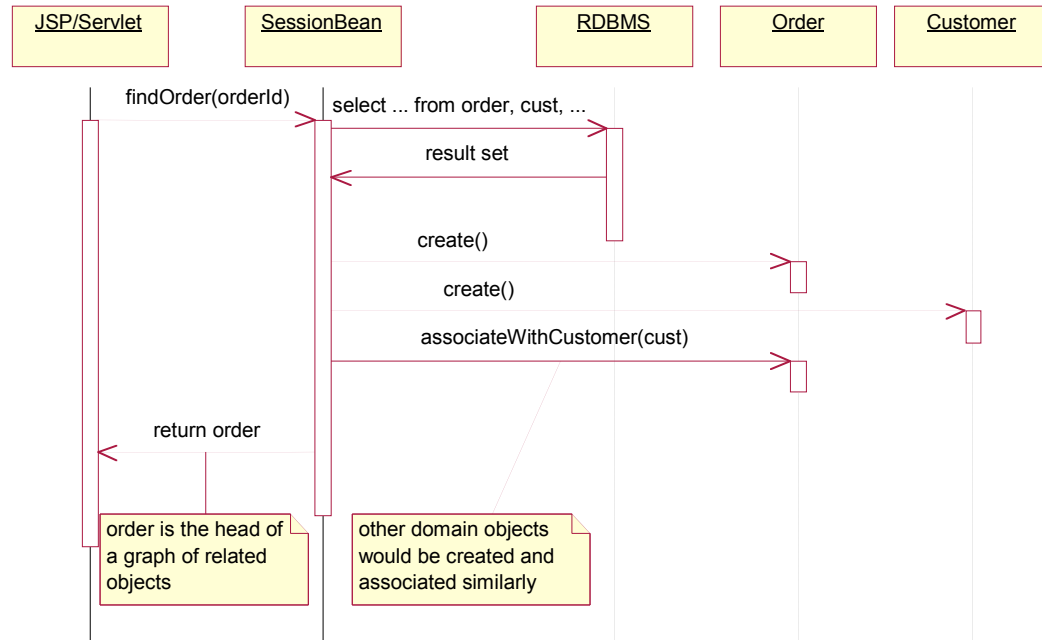 JSP/Servlet
SessionBean
RDBMS
Order
Customer
findOrder(orderId)
select ... from order, cust, ...
result set
create()
create()
associateWithCustomer(cust)
return order
order is the head of
a graph of related
objects
other domain objects
would be created and
associated similarly